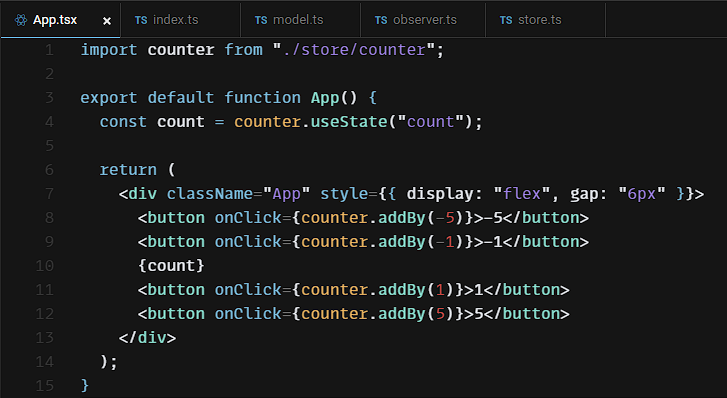 App.tsx × TS index.ts TS model.ts TS observer.ts TS store.ts
1 import counter from "./store/counter";
2
3 export default function App() {
4   const count = counter.useState("count");
5
6   return (
7     <div className="App" style={{ display: "flex", gap: "6px" }}>
8       <button onClick={counter.addBy(-5)}>-5</button>
9       <button onClick={counter.addBy(-1)}>-1</button>
10       {count}
11       <button onClick={counter.addBy(1)}>1</button>
12       <button onClick={counter.addBy(5)}>5</button>
13     </div>
14   );
15 }